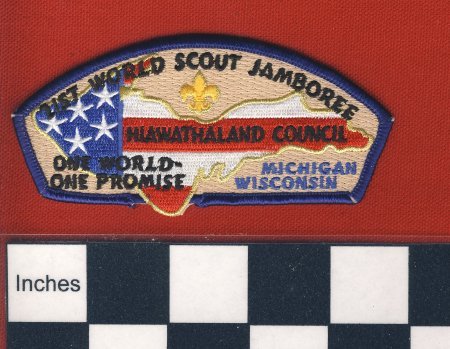 21ST WORLD SCOUT JAMBOREE
HIAWATHALAND COUNCIL
ONE WORLD-
ONE PROMISE
MICHIGAN
WISCONSIN
Inches